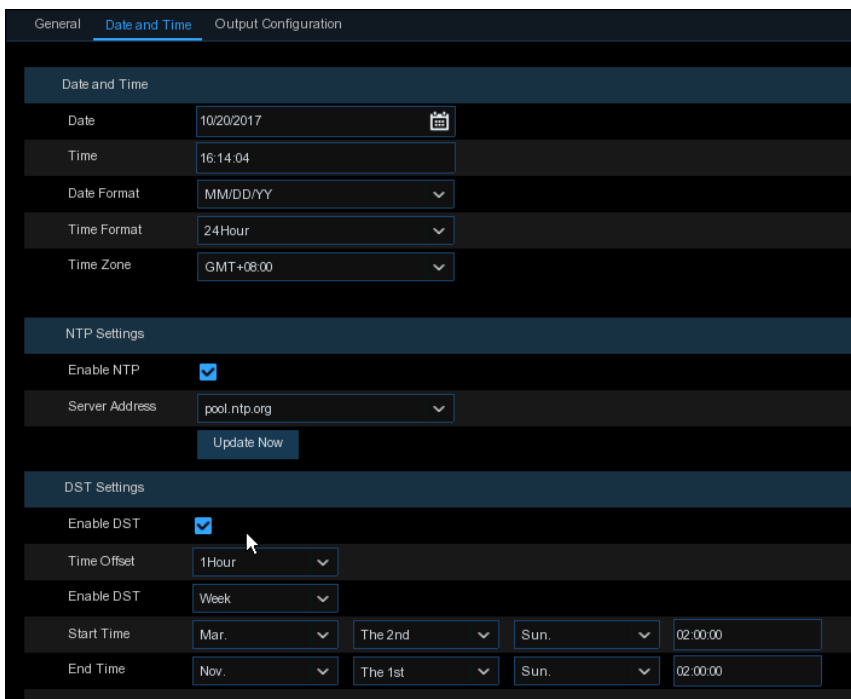 General Date and Time Output Configuration
Date and Time
Date 10/20/2017
Time 16:14:04
Date Format MM/DD/YY
Time Format 24Hour
Time Zone GMT+08:00
NTP Settings
Enable NTP
Server Address pool.ntp.org
Update Now
DST Settings
Enable DST
Time Offset 1Hour
Enable DST Week
Start Time Mar. The 2nd Sun. 02:00:00
End Time Nov. The 1st Sun. 02:00:00